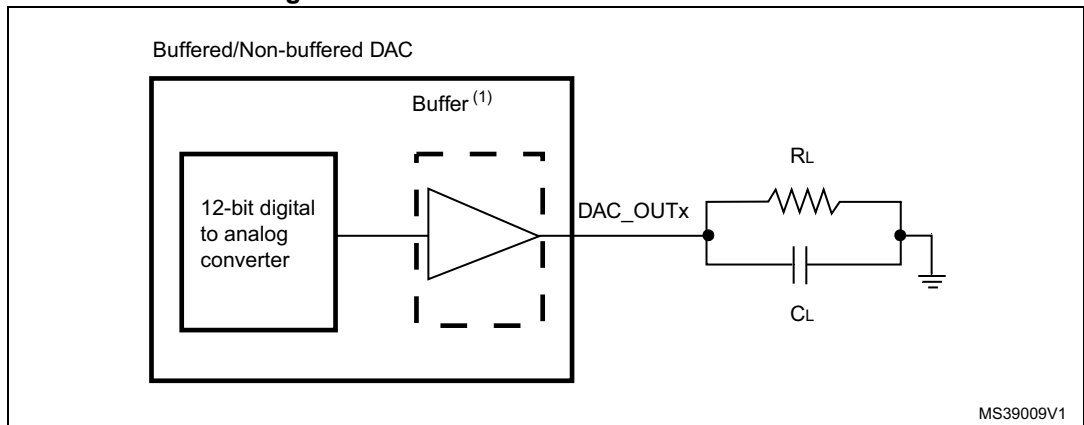 Buffered/Non-buffered DAC
Buffer (1)
12-bit digital
to analog
converter
DAC_OUTx
RL
CL
MS39009V1